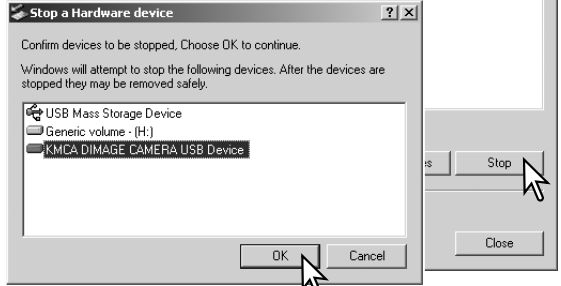 Stop a Hardware device
Confirm devices to be stopped, Choose OK to continue.
Windows will attempt to stop the following devices. After the devices are
stopped they may be removed safely.
USB Mass Storage Device
Generic volume - (H:)
KMCA DIMAGE CAMERA USB Device
OK
Cancel
Stop
Close